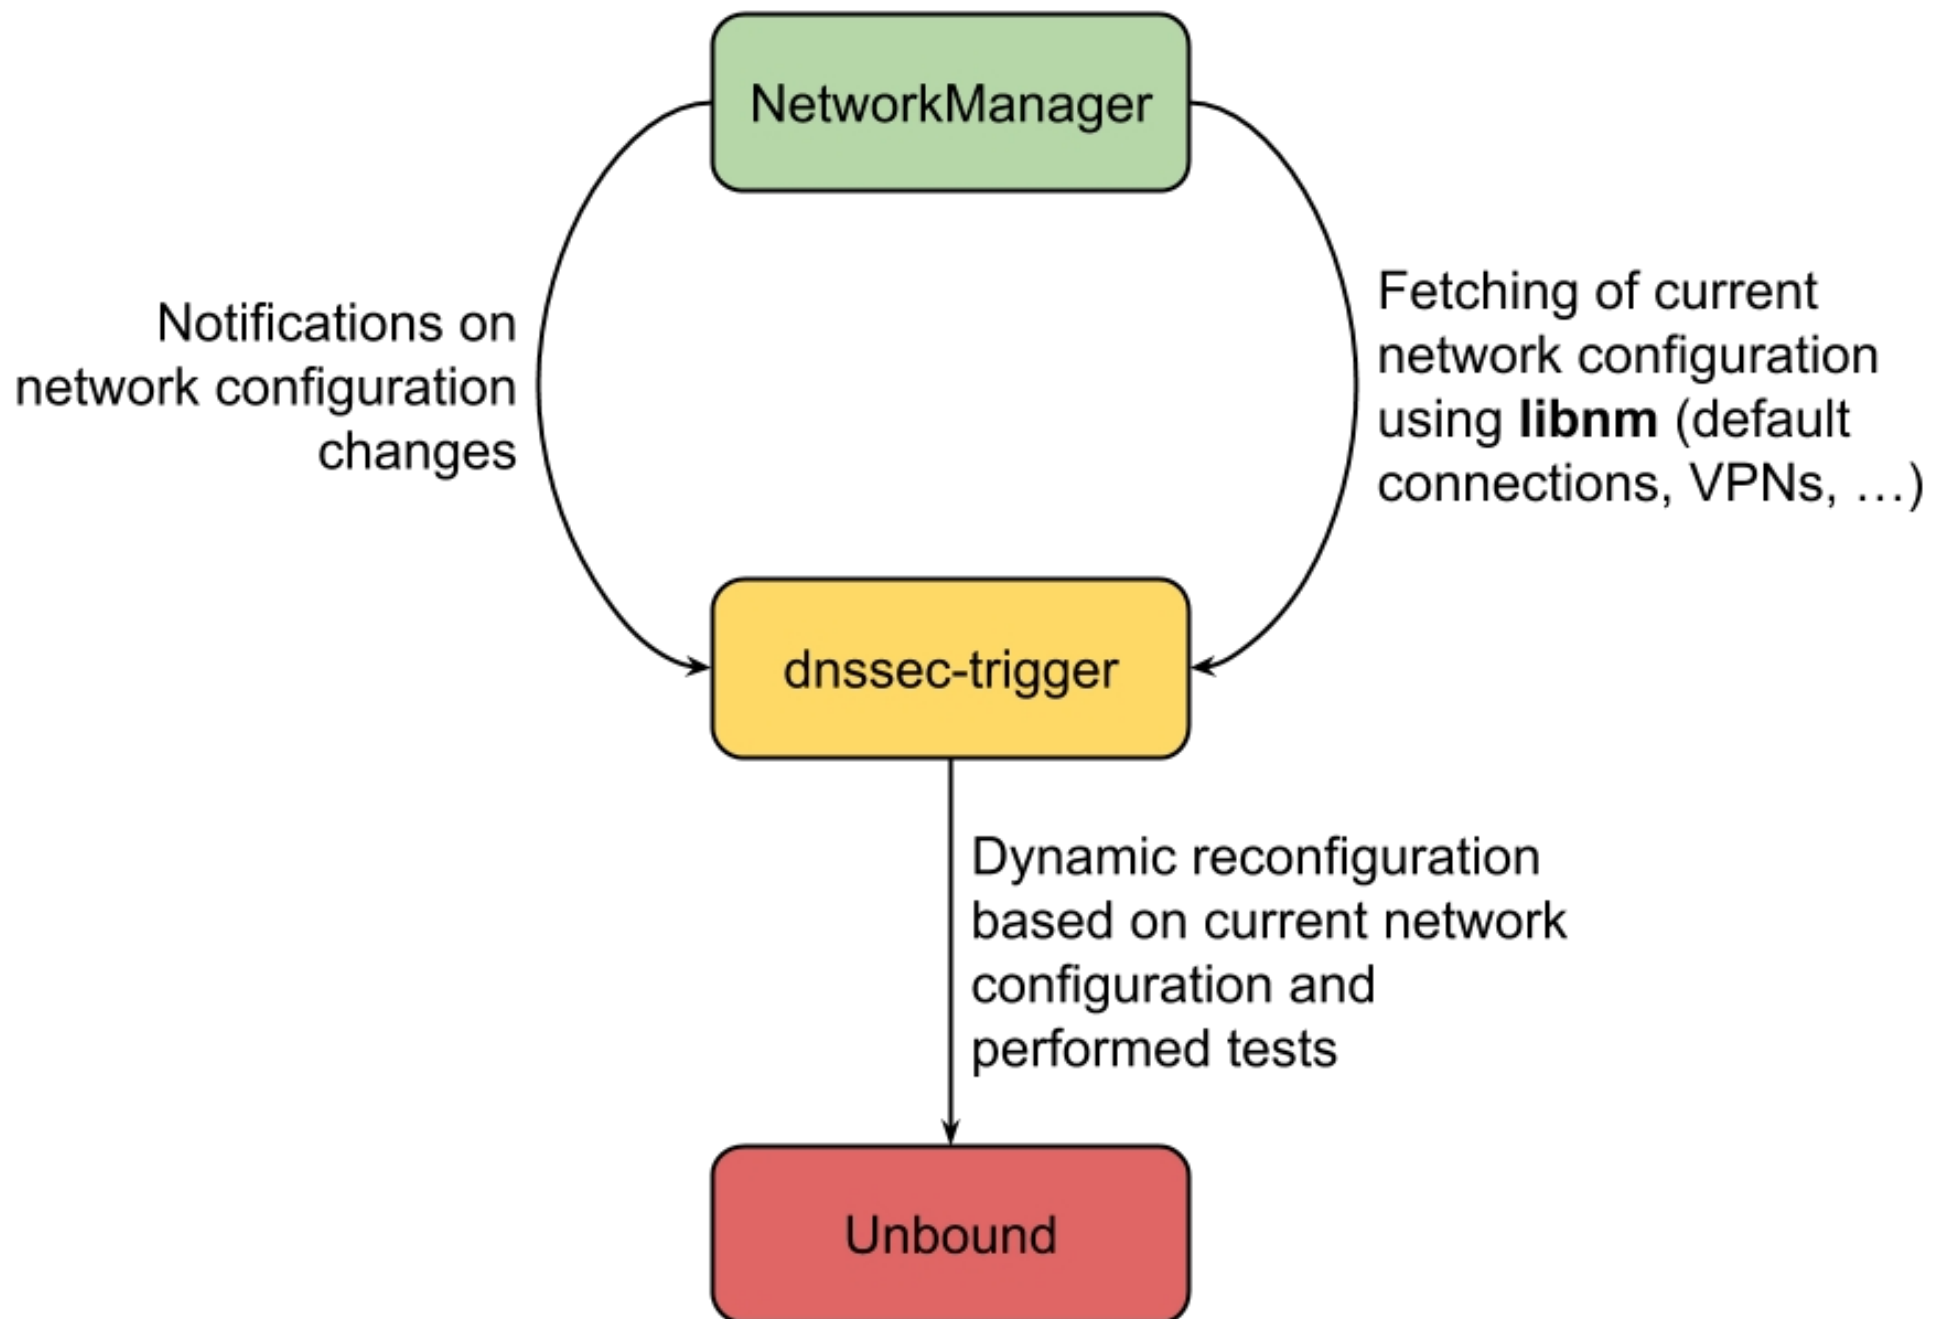 NetworkManager
Notifications on
network configuration
changes
Fetching of current
network configuration
using libnm (default
connections, VPNs, …)
dnssec-trigger
Dynamic reconfiguration
based on current network
configuration and
performed tests
Unbound